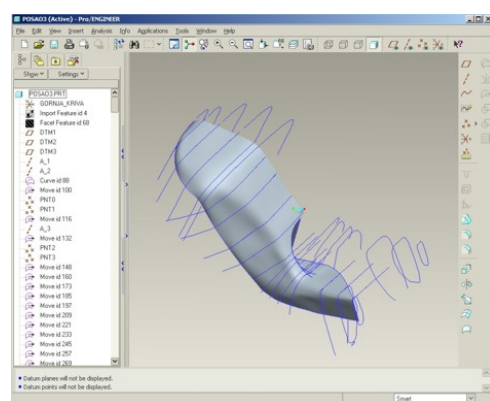 POSAO3 (Active) - Pro/ENGINEER
File Edit View Insert Analysis Info Applications Tools Window Help
Show Settings
POSAO3.PRT
GORNJA_KRIVA
Import Feature id 4
Facet Feature id 68
DTM1
DTM2
DTM3
A_1
A_2
Curve id 88
Move id 100
PNT0
PNT1
Move id 116
A_3
Move id 132
PNT2
PNT3
Move id 148
Move id 160
Move id 173
Move id 185
Move id 197
Move id 209
Move id 221
Move id 233
Move id 245
Move id 257
Move id 269
• Datum planes will not be displayed.
• Datum points will not be displayed.
Smart